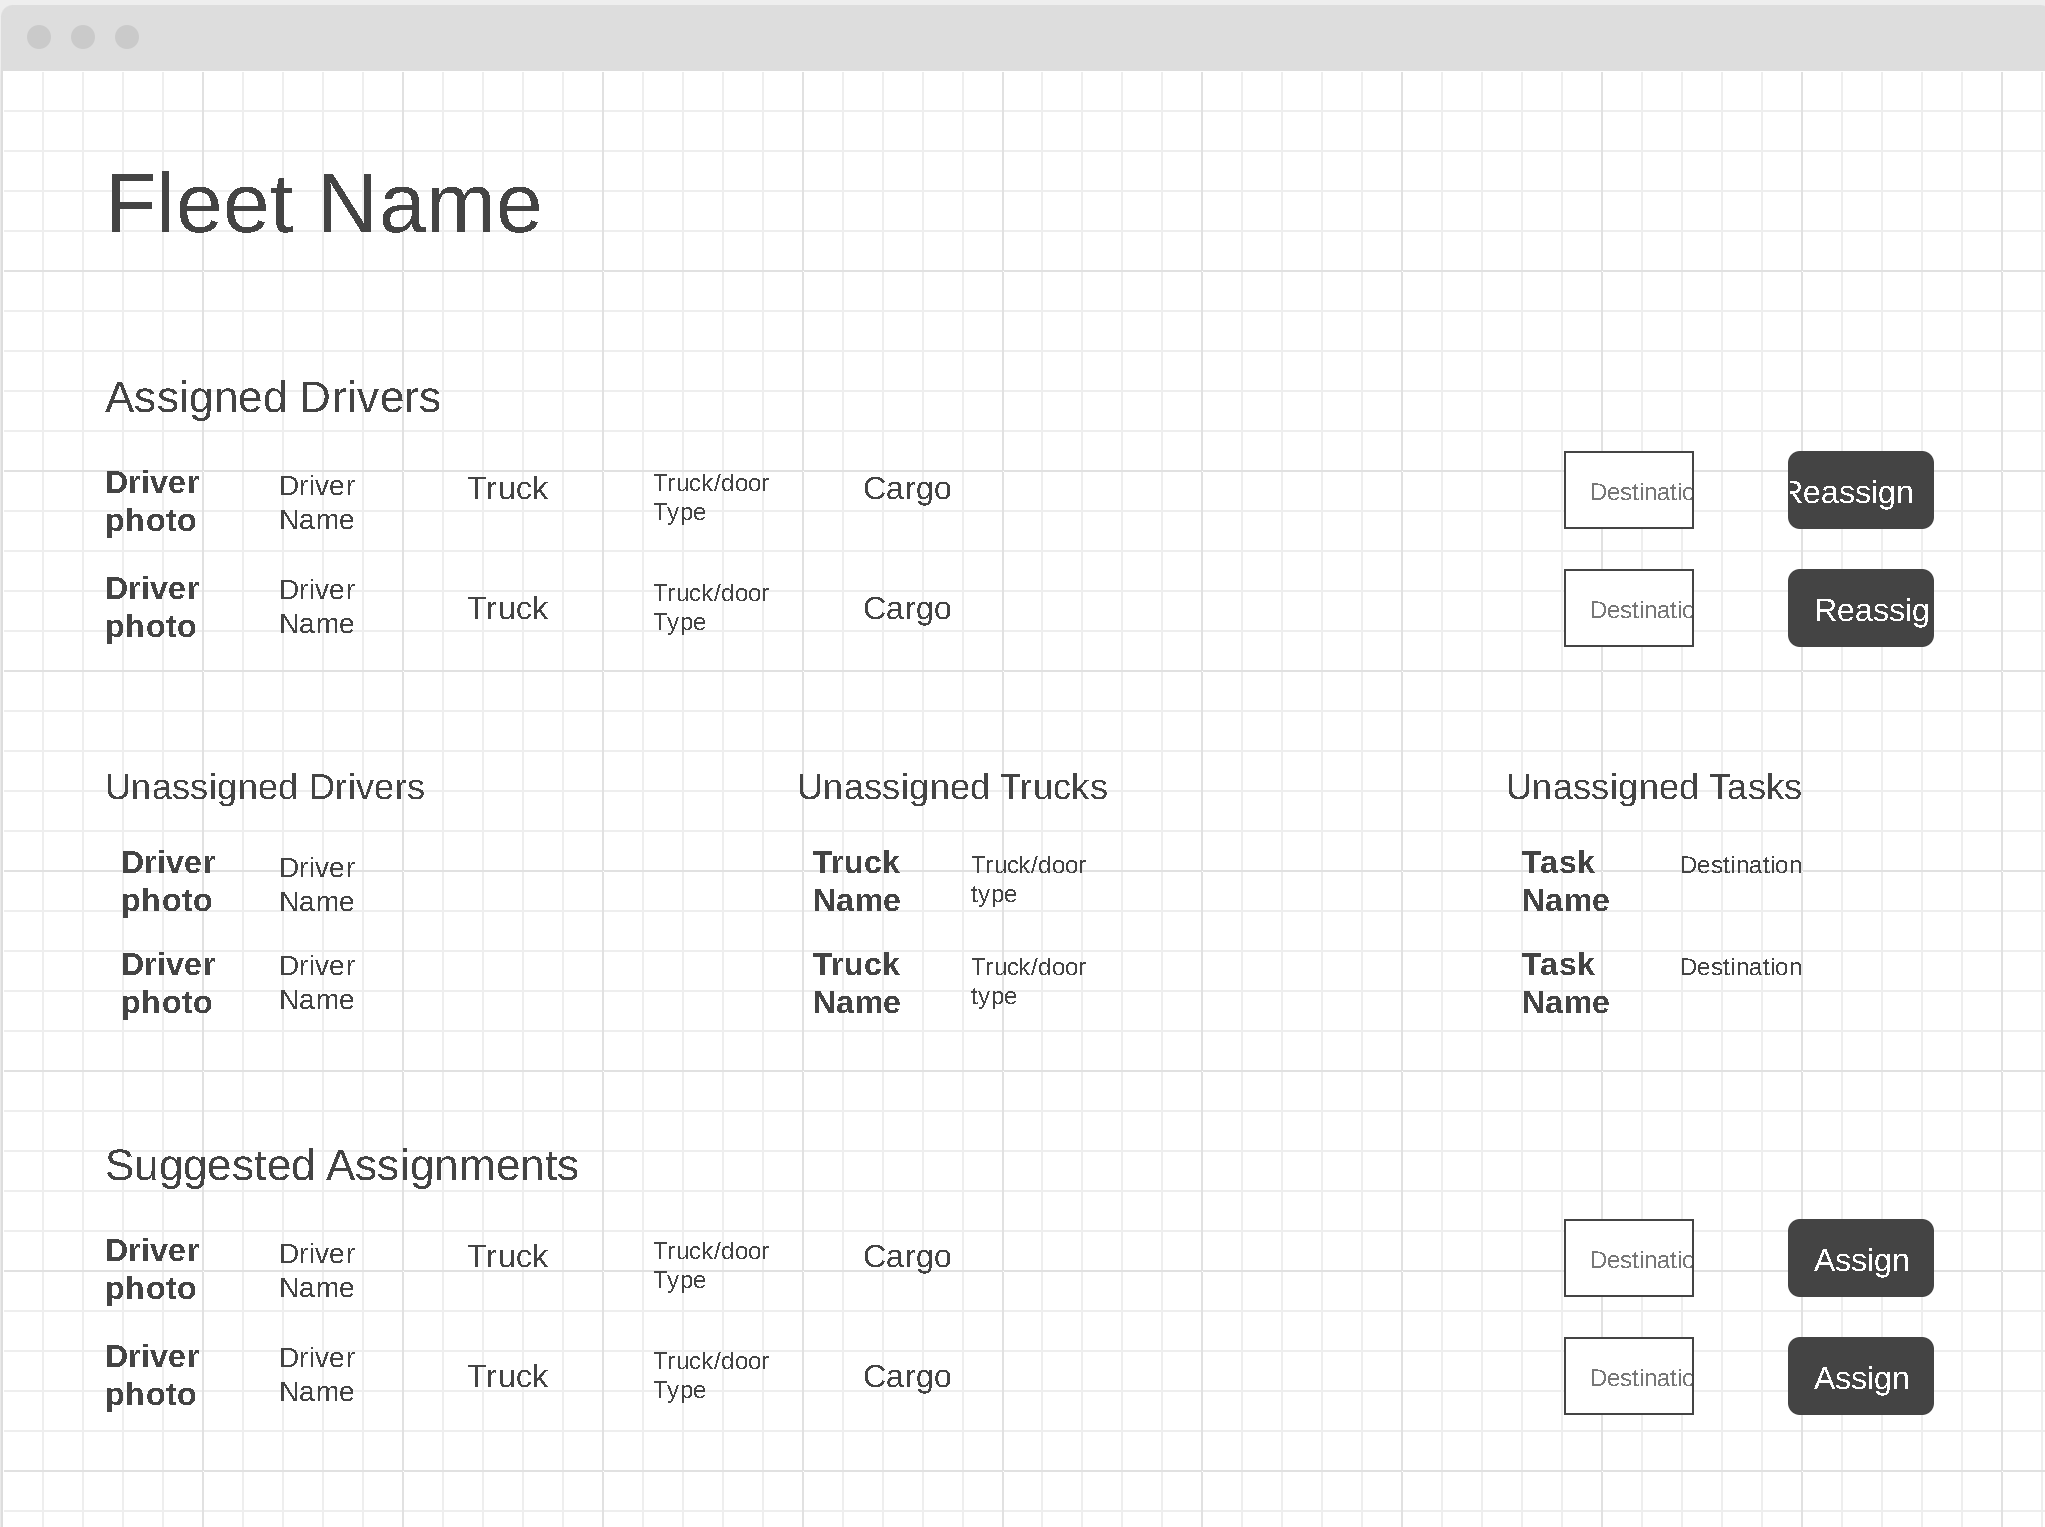 Fleet Name
Assigned Drivers
Driver photo Driver Name Truck Truck/door Type Cargo Destinatio Reassign
Driver photo Driver Name Truck Truck/door Type Cargo Destinatio Reassig
Unassigned Drivers Unassigned Trucks Unassigned Tasks
Driver photo Driver Name Truck Name Truck/door type Task Name Destination
Driver photo Driver Name Truck Name Truck/door type Task Name Destination
Suggested Assignments
Driver photo Driver Name Truck Truck/door Type Cargo Destinatio Assign
Driver photo Driver Name Truck Truck/door Type Cargo Destinatio Assign